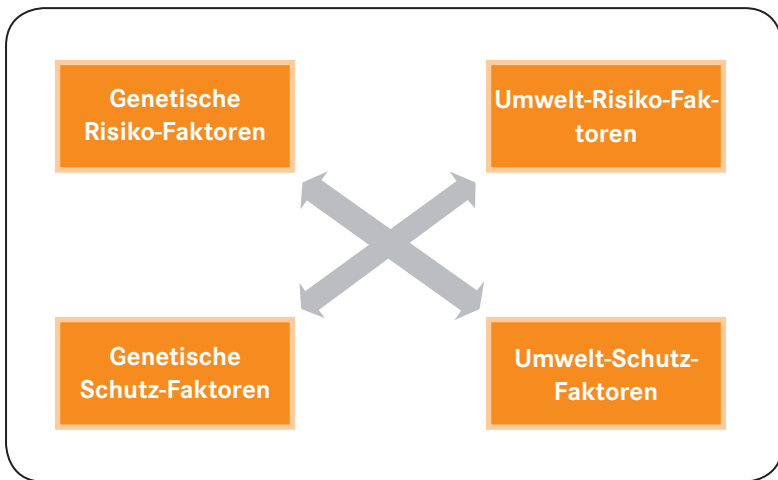 Genetische
Risiko-Faktoren
Umwelt-Risiko-Fak-
toren
Genetische
Schutz-Faktoren
Umwelt-Schutz-
Faktoren